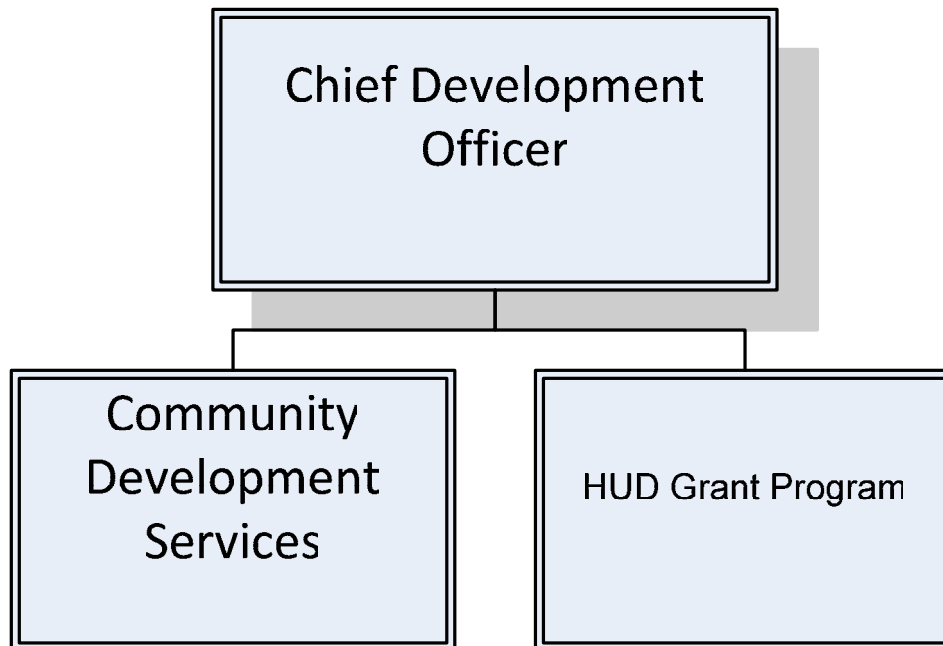 Chief Development
Officer
Community
Development
Services
HUD Grant Program